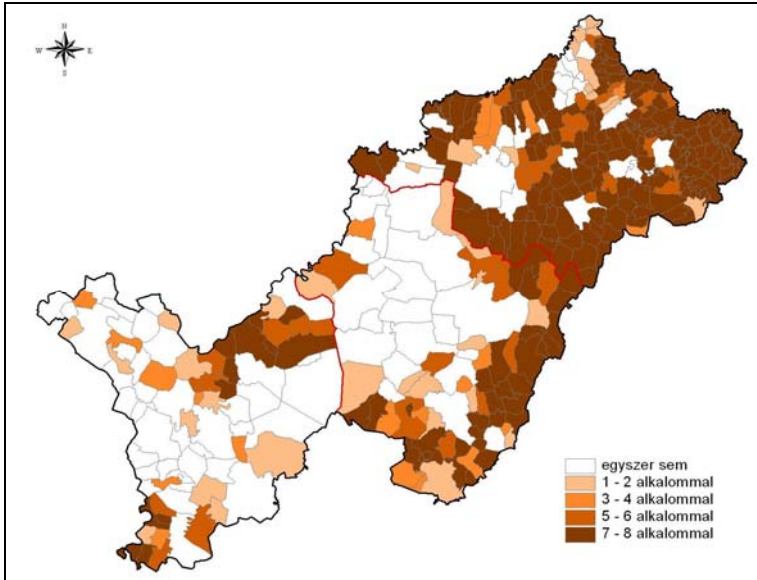 H
W E
S
egyszer sem
1 - 2 alkalommal
3 - 4 alkalommal
5 - 6 alkalommal
7 - 8 alkalommal